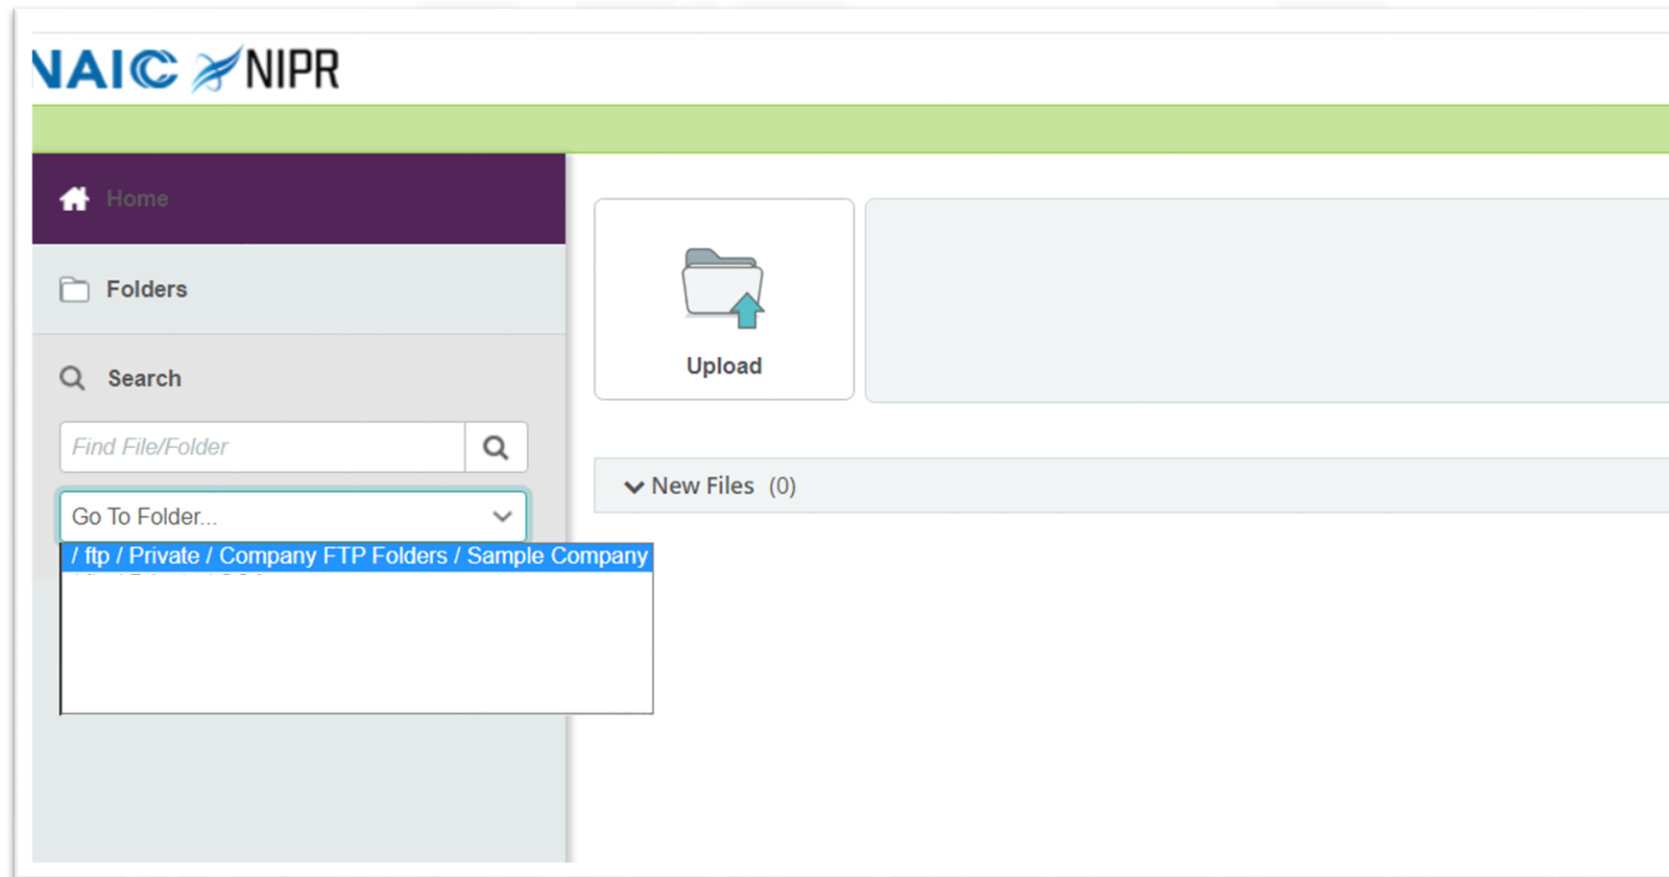 NAIC NIPR
Home
Folders
Search
Find File/Folder
Go To Folder...
/ ftp / Private / Company FTP Folders / Sample Company
Upload
New Files (0)